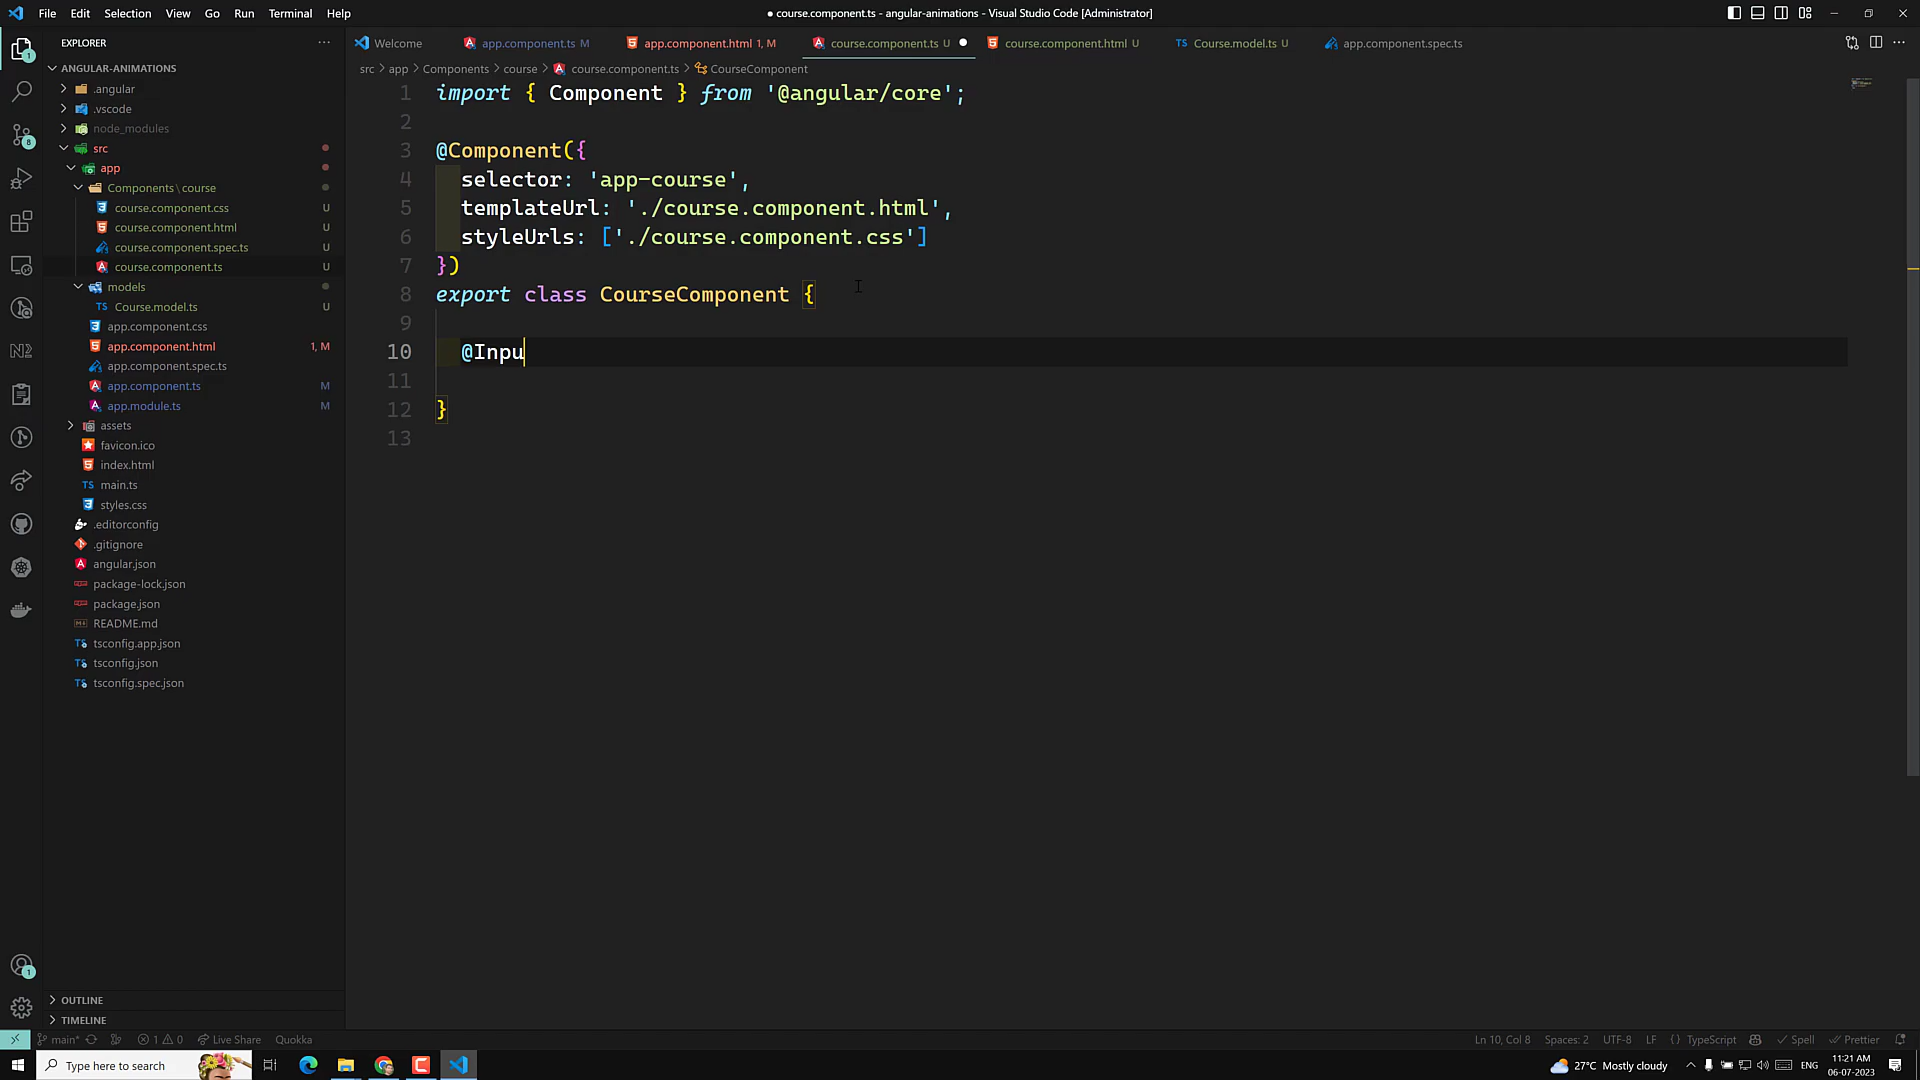 File Edit Selection View Go Run Terminal Help
● course.component.ts - angular-animations - Visual Studio Code [Administrator]
EXPLORER
ANGULAR-ANIMATIONS
.angular
.vscode
node_modules
src
app
Components\course
course.component.css U
course.component.html U
course.component.spec.ts U
course.component.ts U
models
Course.model.ts U
app.component.css
app.component.html 1, M
app.component.spec.ts
app.component.ts M
app.module.ts M
assets
favicon.ico
index.html
main.ts
styles.css
.editorconfig
.gitignore
angular.json
package-lock.json
package.json
README.md
tsconfig.app.json
tsconfig.json
tsconfig.spec.json
OUTLINE
TIMELINE
Welcome app.component.ts M app.component.html 1, M course.component.ts U course.component.html U Course.model.ts U app.component.spec.ts
src > app > Components > course > course.component.ts > CourseComponent
1 import { Component } from '@angular/core';
2
3 @Component({
4 selector: 'app-course',
5 templateUrl: './course.component.html',
6 styleUrls: ['./course.component.css']
7 })
8 export class CourseComponent {
9
10 @Inpu
11
12 }
13
main* 1 0 Live Share Quokka
Ln 10, Col 8 Spaces: 2 UTF-8 LF { } TypeScript Spell Prettier
Type here to search
27°C Mostly cloudy ENG
11:21 AM
06-07-2023